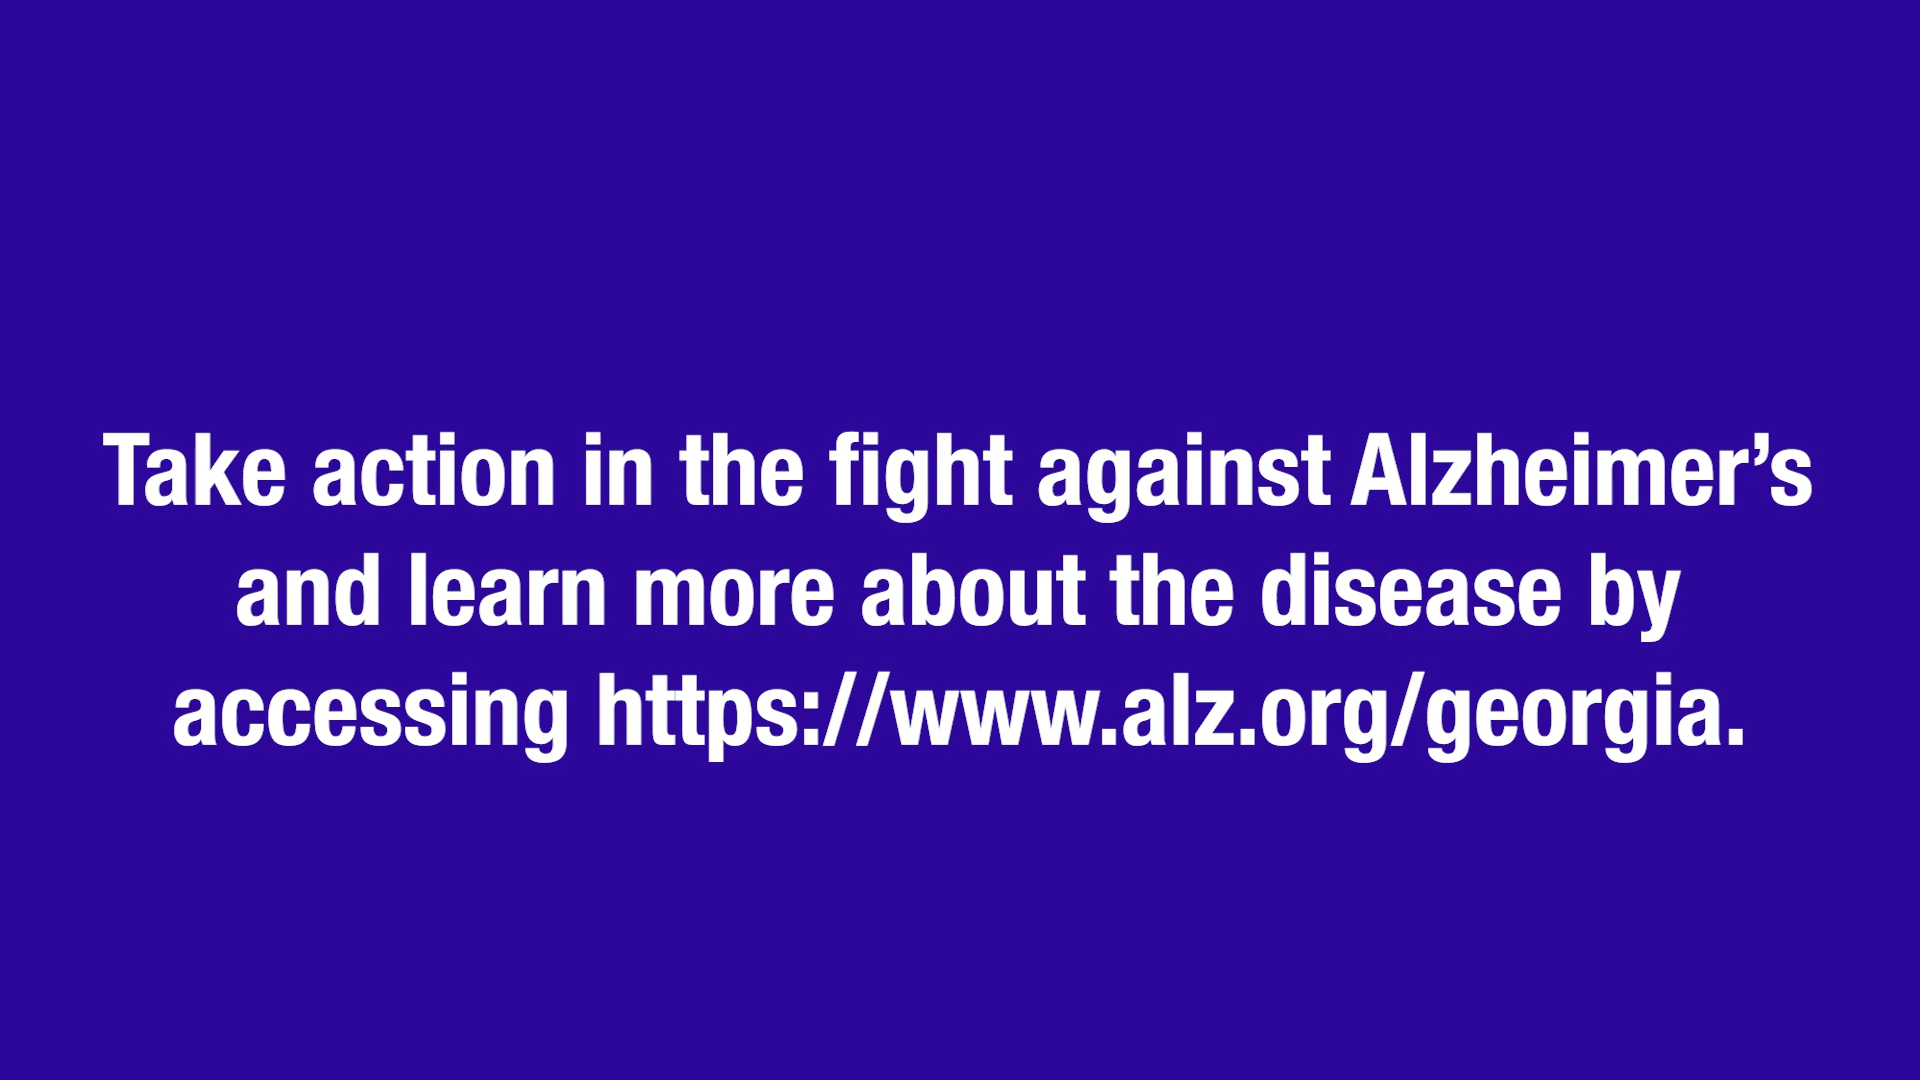 Take action in the fight against Alzheimer’s
and learn more about the disease by
accessing https://www.alz.org/georgia.